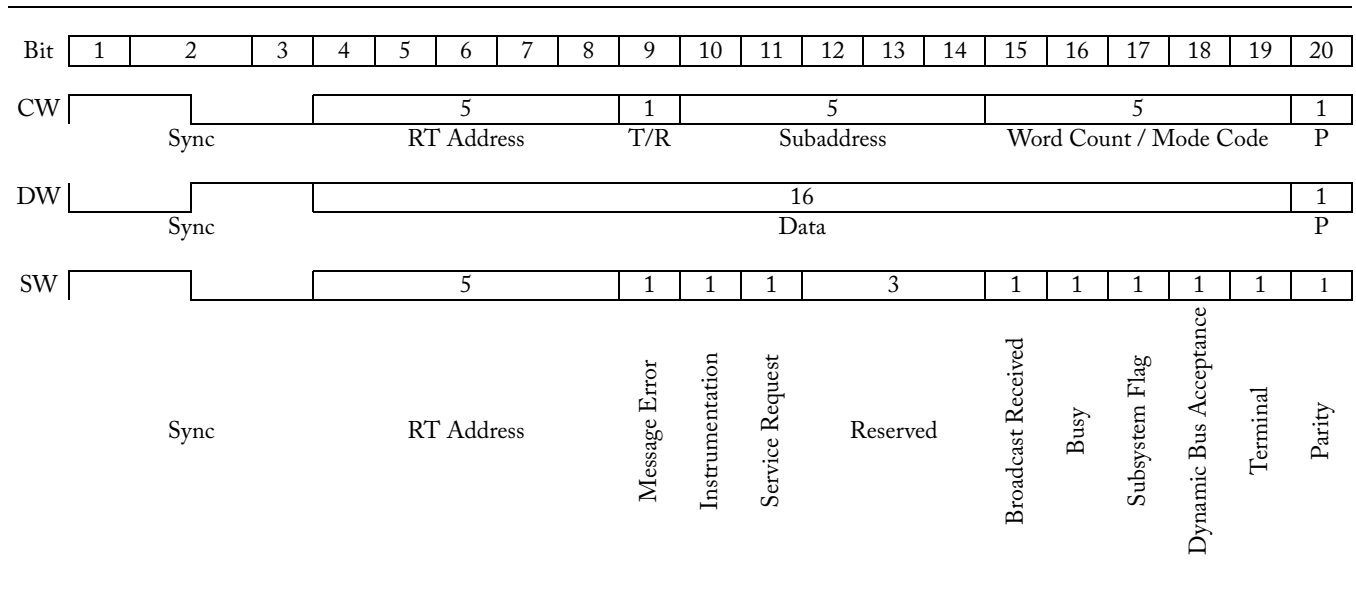 Bit 1 2 3 4 5 6 7 8 9 10 11 12 13 14 15 16 17 18 19 20
CW 5 1 5 5 1
Sync RT Address T/R Subaddress Word Count / Mode Code P
DW 16 1
Sync Data P
SW 5 1 1 1 3 1 1 1 1 1 1
Sync RT Address Message Error Instrumentation Service Request Reserved Broadcast Received Busy Subsystem Flag Dynamic Bus Acceptance Terminal Parity